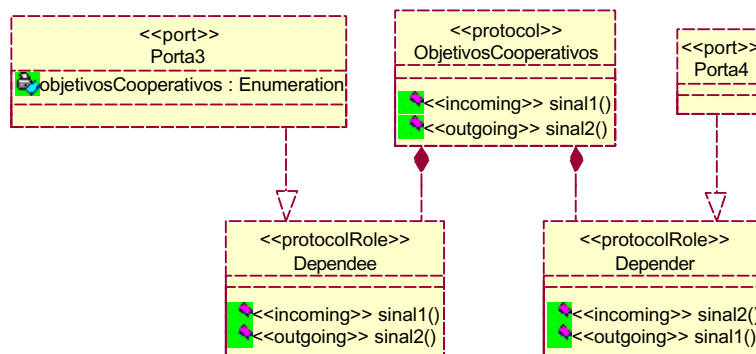 <<port>>
Porta3
objetivosCooperativos : Enumeration
<<protocol>>
ObjetivosCooperativos
<<incoming>> sinal1()
<<outgoing>> sinal2()
<<port>>
Porta4
<<protocolRole>>
Dependee
<<incoming>> sinal1()
<<outgoing>> sinal2()
<<protocolRole>>
Depender
<<incoming>> sinal2()
<<outgoing>> sinal1()